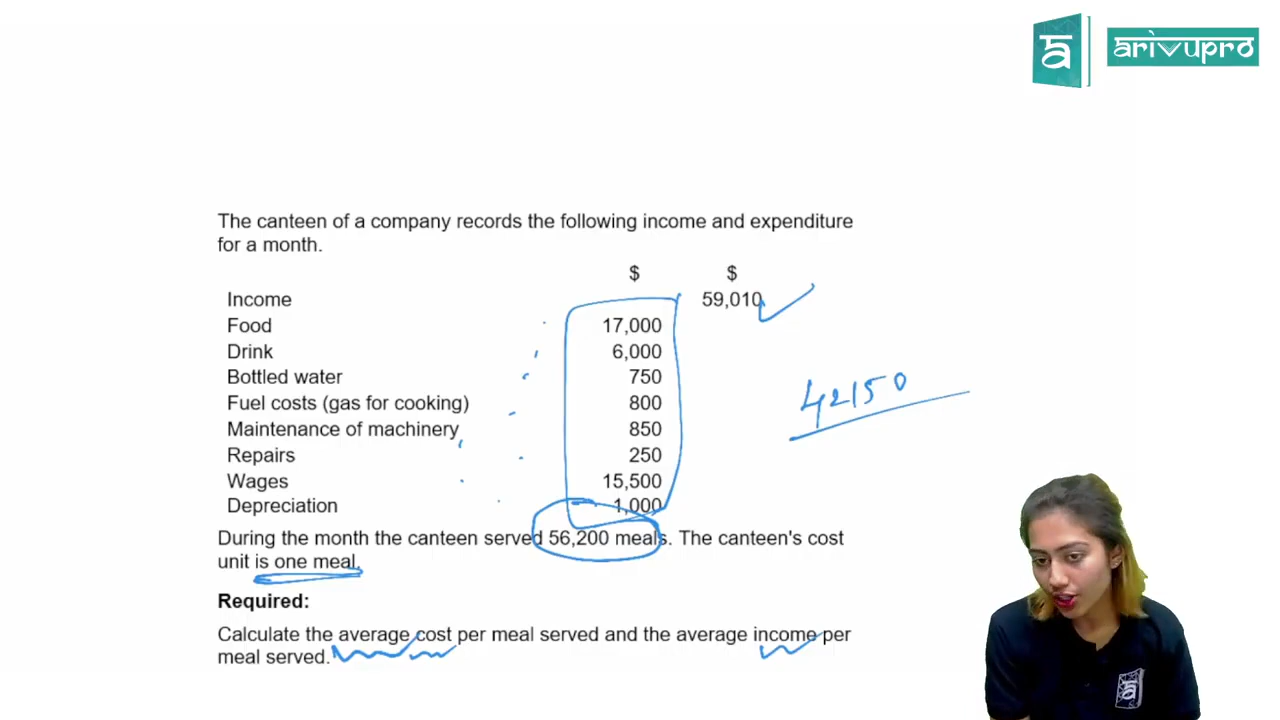 arivupro
The canteen of a company records the following income and expenditure
for a month.
$ $
Income 59,010
Food 17,000
Drink 6,000
Bottled water 750
Fuel costs (gas for cooking) 800
Maintenance of machinery 850
Repairs 250
Wages 15,500
Depreciation 1,000
42150
During the month the canteen served 56,200 meals. The canteen's cost
unit is one meal.
Required:
Calculate the average cost per meal served and the average income per
meal served.